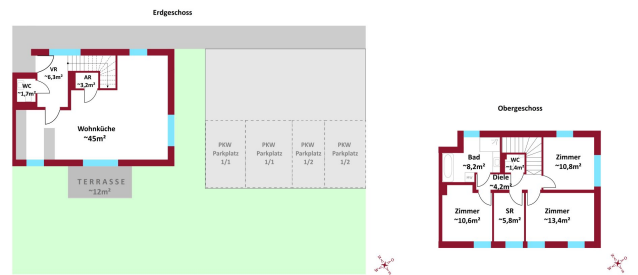 Erdgeschoss
VR
~6,3m²
AR
~3,2m²
WC
~1,7m²
Wohnküche
~45m²
PKW
Parkplatz
1/1
PKW
Parkplatz
1/1
PKW
Parkplatz
1/2
PKW
Parkplatz
1/2
TERRASSE
~12m²
Obergeschoss
Bad
~8,2m²
WC
~1,4m²
Zimmer
~10,8m²
Diele
~4,2m²
Zimmer
~10,6m²
SR
~5,8m²
Zimmer
~13,4m²